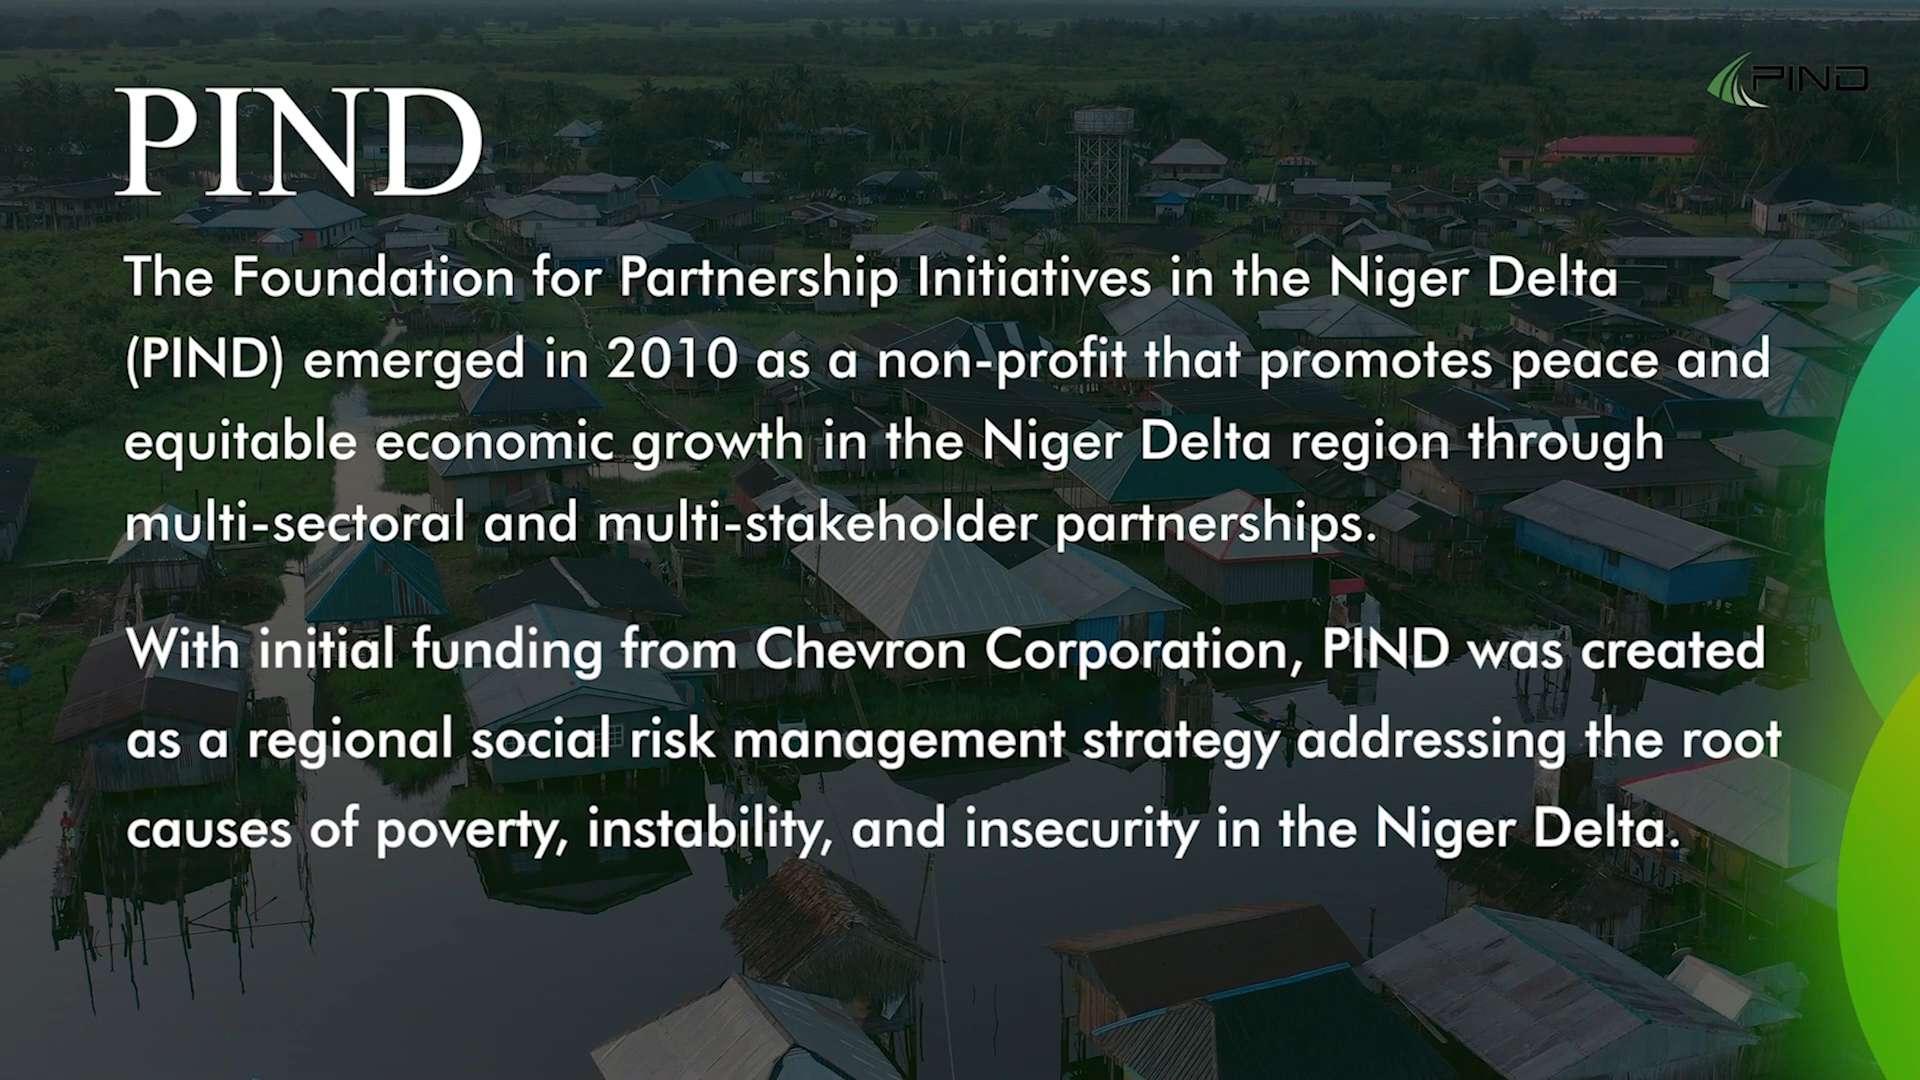 PIND
PIND
The Foundation for Partnership Initiatives in the Niger Delta
(PIND) emerged in 2010 as a non-profit that promotes peace and
equitable economic growth in the Niger Delta region through
multi-sectoral and multi-stakeholder partnerships.
With initial funding from Chevron Corporation, PIND was created
as a regional social risk management strategy addressing the root
causes of poverty, instability, and insecurity in the Niger Delta.